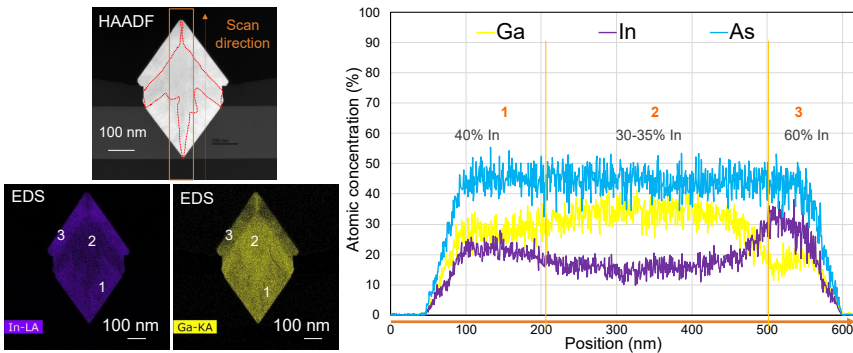 HAADF
Scan
direction
100 nm
EDS
3
2
1
In-LA
100 nm
EDS
3
2
1
Ga-KA
100 nm
Ga
In
As
Atomic concentration (%)
100
90
80
70
60
50
40
30
20
10
0
1
2
3
40% In
30-35% In
60% In
0
100
200
300
400
500
600
Position (nm)